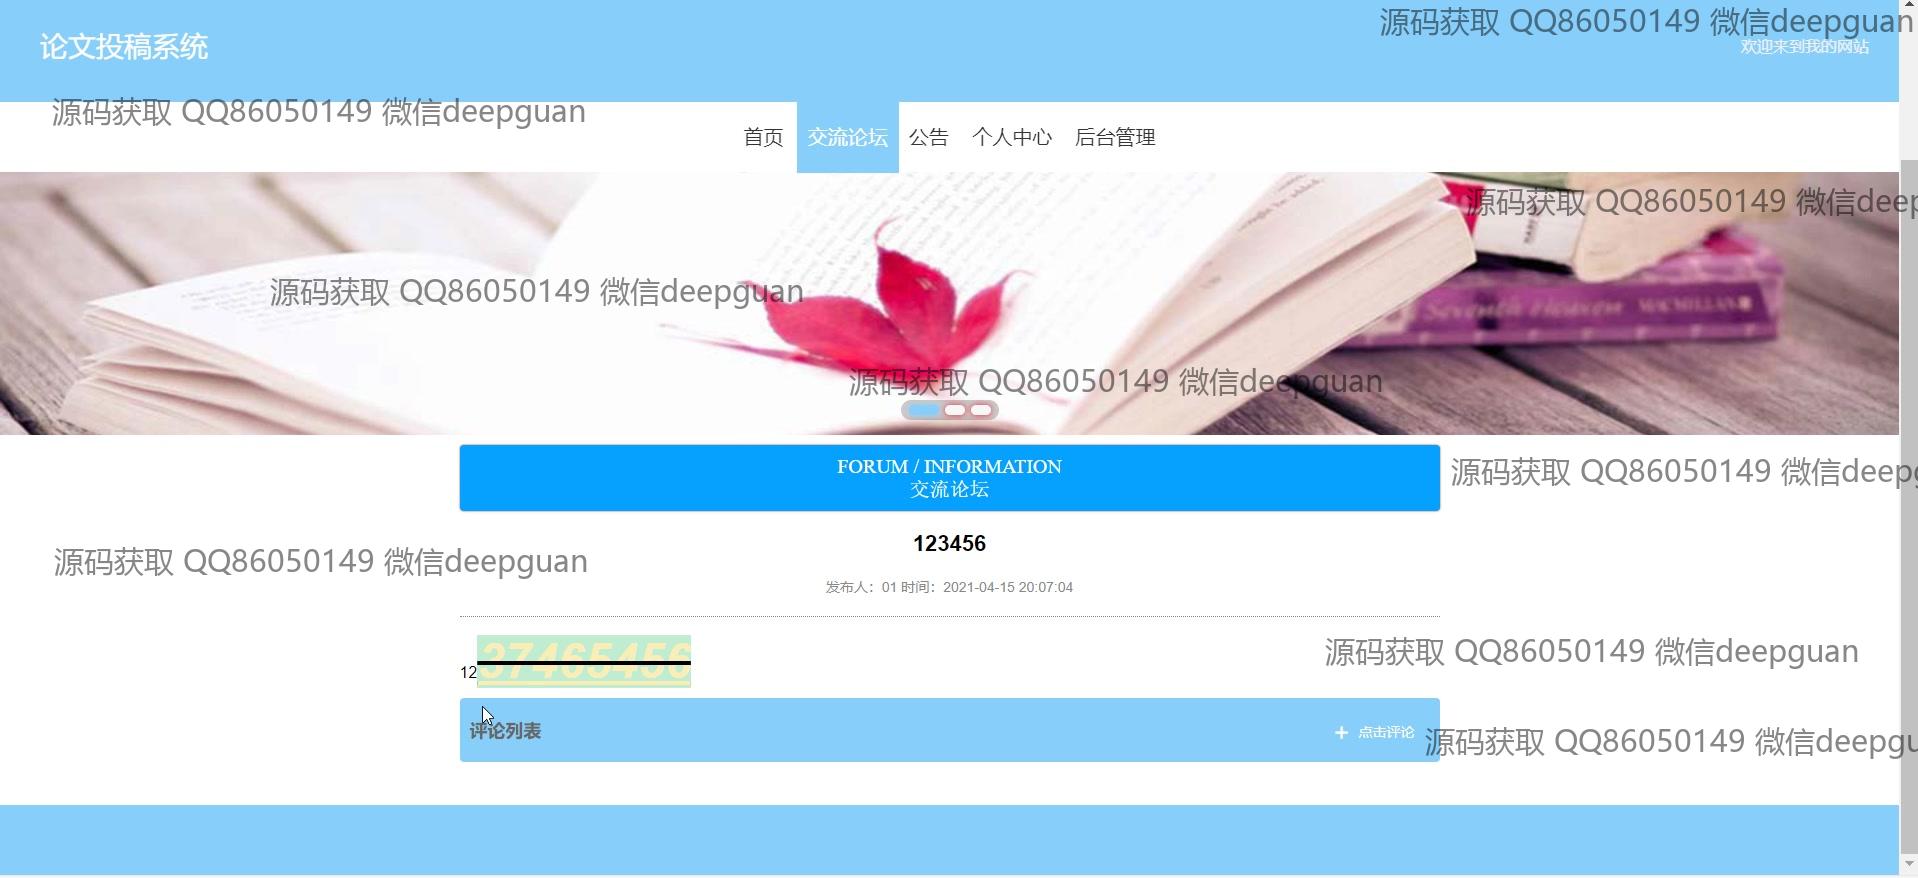 源码获取 QQ86050149 微信deepguan
论文投稿系统
欢迎来到我的网站
源码获取 QQ86050149 微信deepguan
首页 交流论坛 公告 个人中心 后台管理
源码获取 QQ86050149 微信deep
源码获取 QQ86050149 微信deepguan
Seventh Heaven MACMILLAN
源码获取 QQ86050149 微信deepguan
FORUM / INFORMATION
交流论坛
源码获取 QQ86050149 微信deepg
123456
源码获取 QQ86050149 微信deepguan
发布人：01 时间：2021-04-15 20:07:04
源码获取 QQ86050149 微信deepguan
1237465456
评论列表
+ 点击评论
源码获取 QQ86050149 微信deepgu